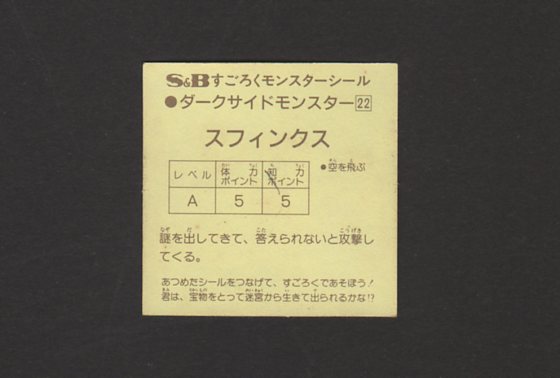 S&Bすごろくモンスターシール
●ダークサイドモンスター22
スフィンクス
レベル 体力ポイント 知力ポイント
A 5 5
●空を飛ぶ
謎を出してきて、答えられないと攻撃し
てくる。
あつめたシールをつなげて、すごろくであそぼう!
君は、宝物をとって迷宮から生きて出られるかな!?